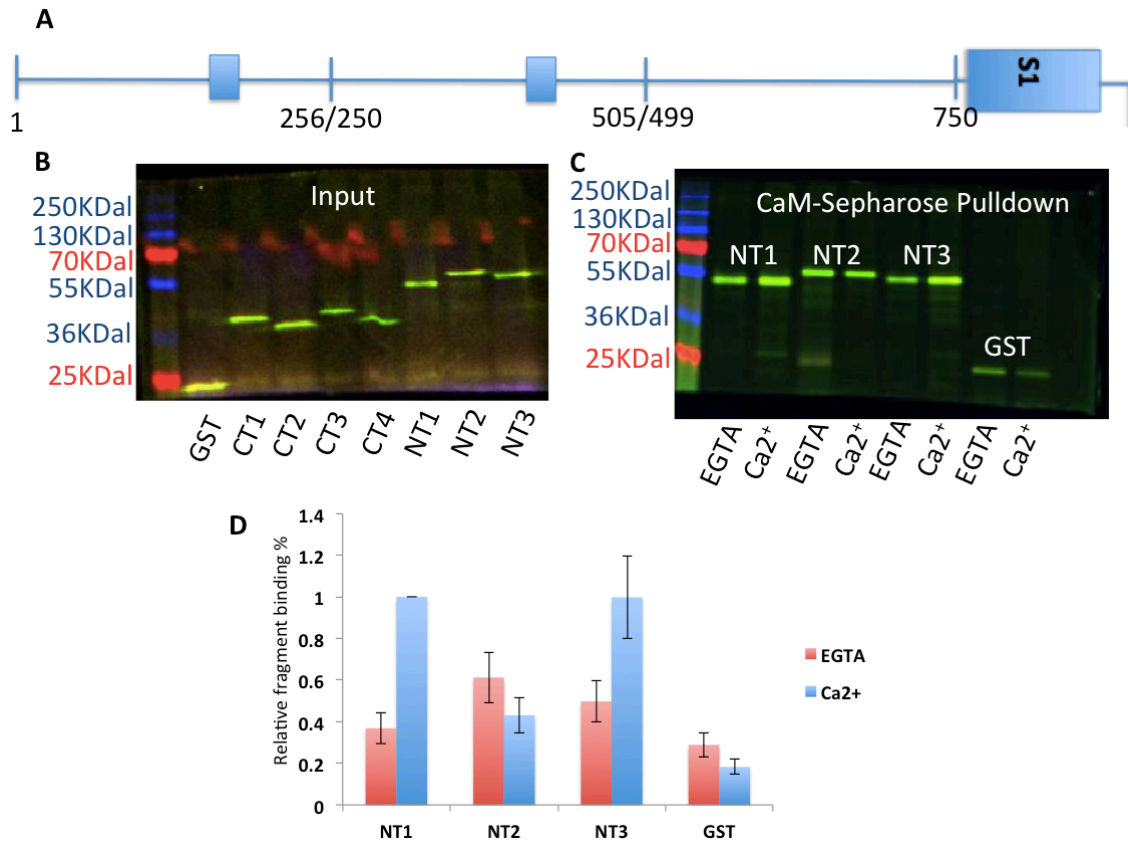 A
S1
1
256/250
505/499
750
B
Input
250KDal
130KDal
70KDal
55KDal
36KDal
25KDal
GST
CT1
CT2
CT3
CT4
NT1
NT2
NT3
C
CaM-Sepharose Pulldown
250KDal
130KDal
70KDal
55KDal
36KDal
25KDal
NT1
NT2
NT3
GST
EGTA
Ca2+
EGTA
Ca2+
EGTA
Ca2+
EGTA
Ca2+
D
Relative fragment binding %
1.4
1.2
1
0.8
0.6
0.4
0.2
0
NT1
NT2
NT3
GST
EGTA
Ca2+